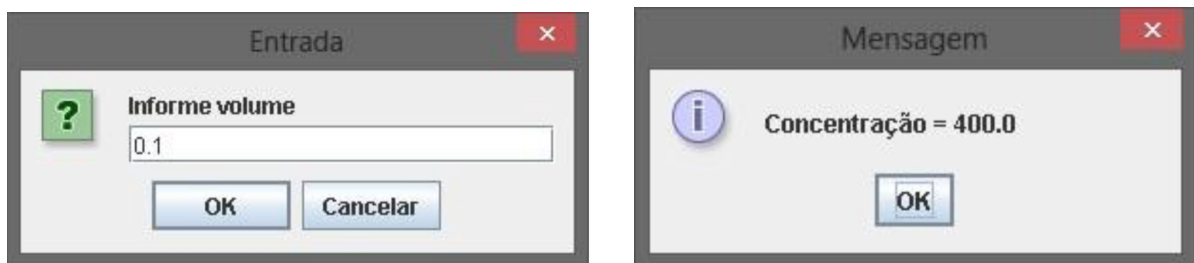 Entrada
Informe volume
0.1
OK
Cancelar
Mensagem
Concentração = 400.0
OK